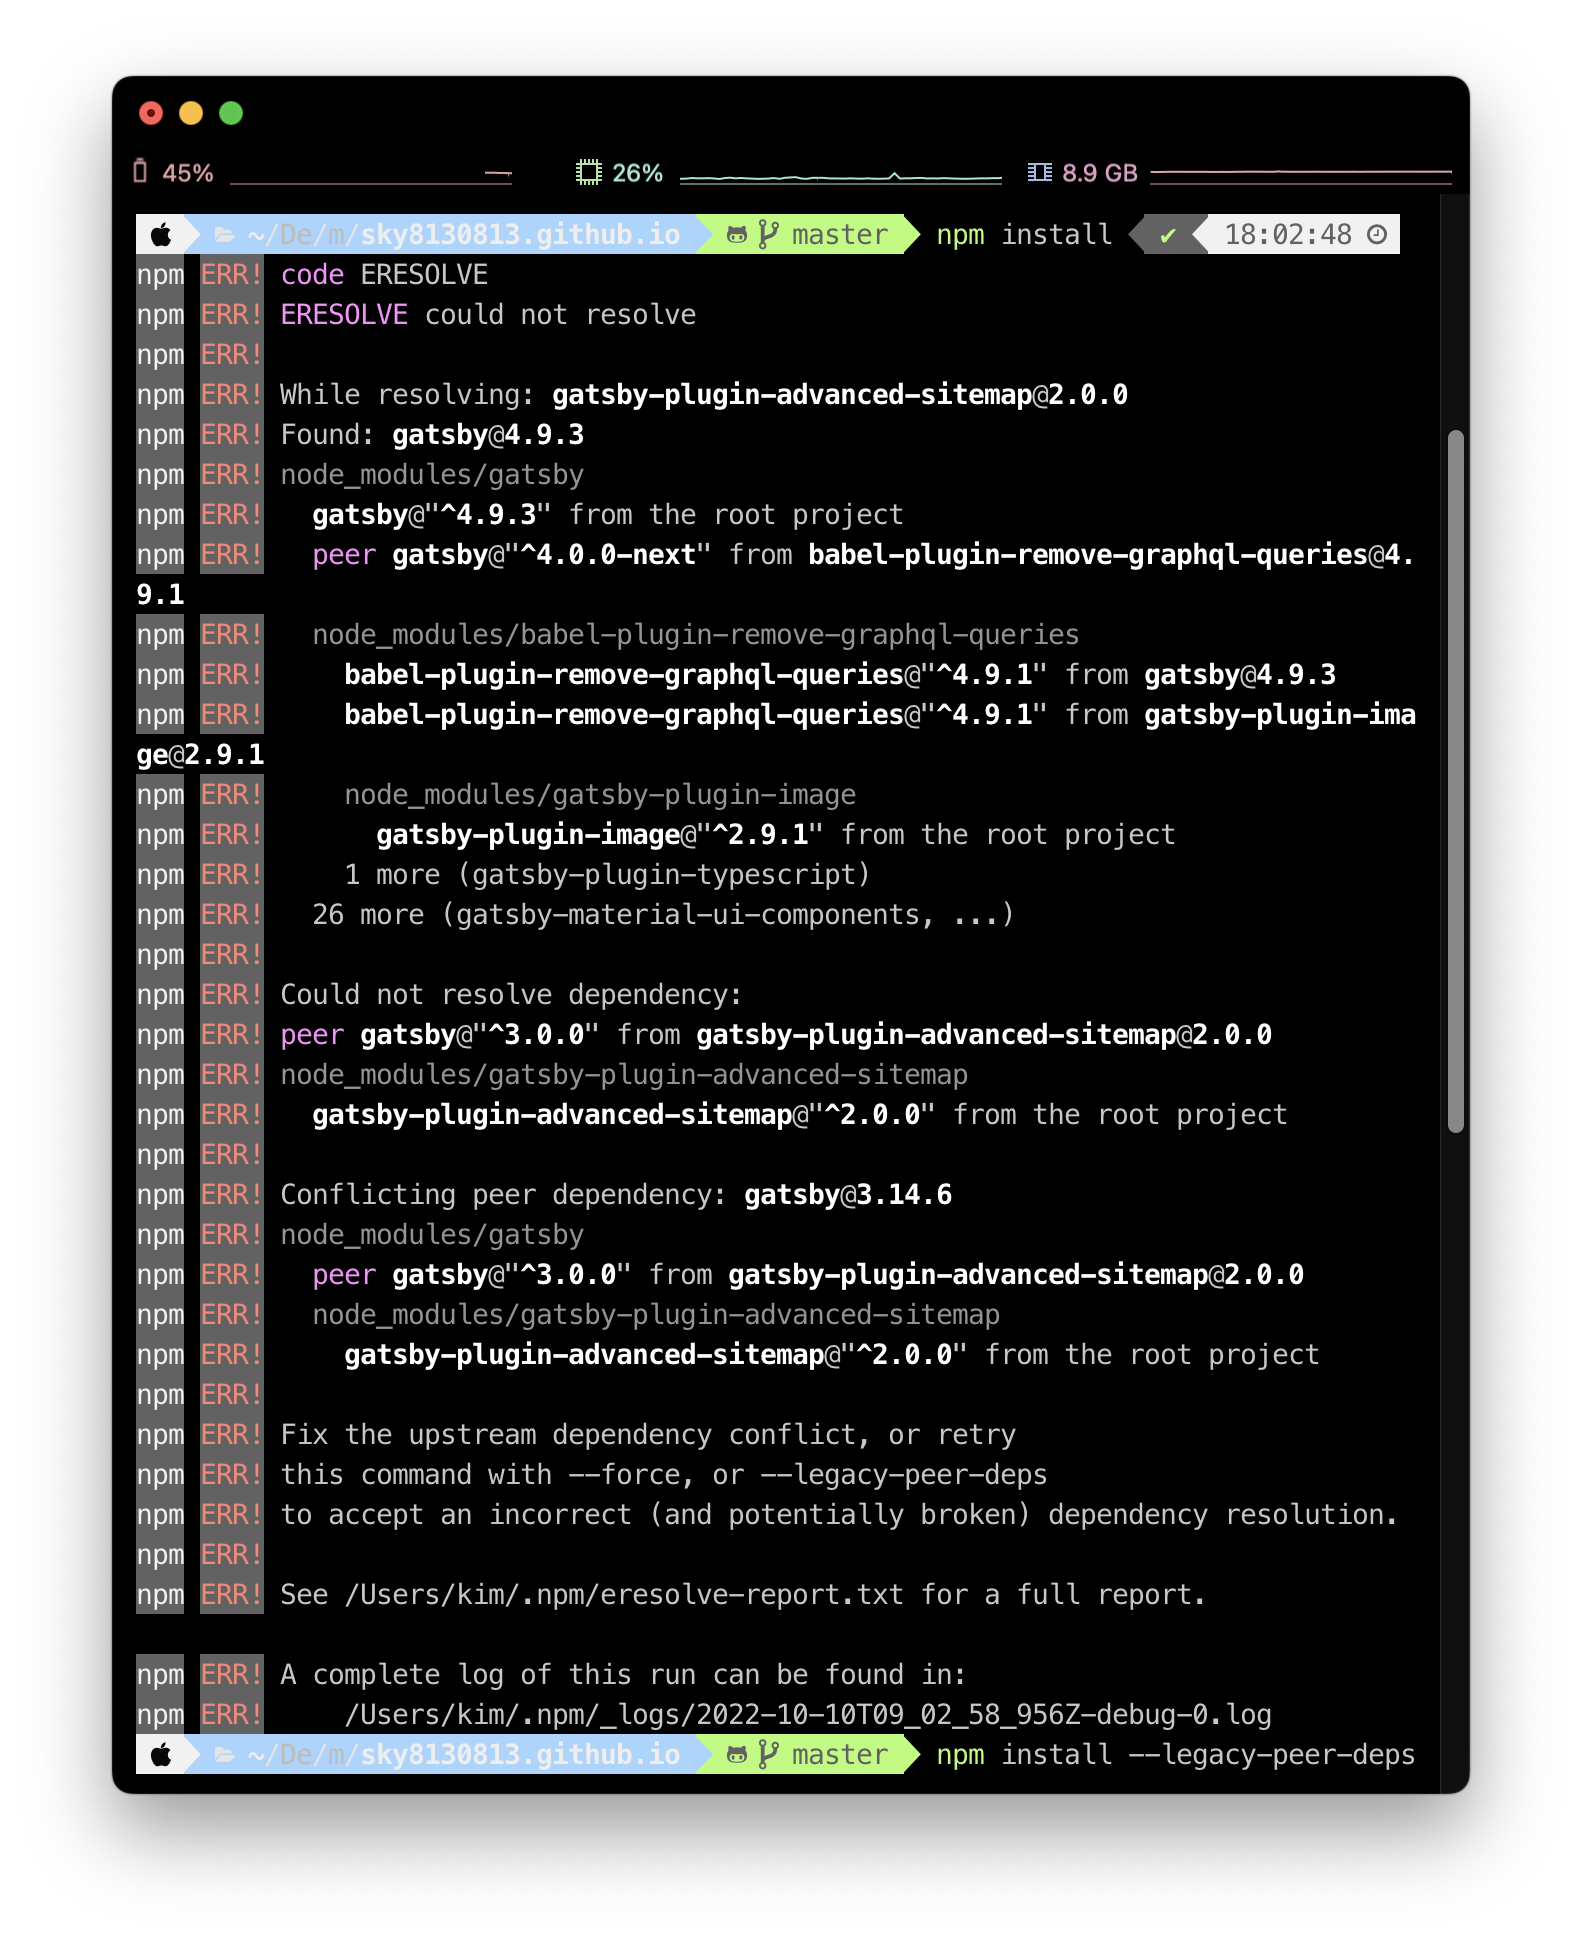 45% 26% 8.9 GB
~/De/m/sky8130813.github.io master npm install ✔ 18:02:48
npm ERR! code ERESOLVE
npm ERR! ERESOLVE could not resolve
npm ERR!
npm ERR! While resolving: gatsby-plugin-advanced-sitemap@2.0.0
npm ERR! Found: gatsby@4.9.3
npm ERR! node_modules/gatsby
npm ERR!   gatsby@"^4.9.3" from the root project
npm ERR!   peer gatsby@"^4.0.0-next" from babel-plugin-remove-graphql-queries@4.
9.1
npm ERR!   node_modules/babel-plugin-remove-graphql-queries
npm ERR!     babel-plugin-remove-graphql-queries@"^4.9.1" from gatsby@4.9.3
npm ERR!     babel-plugin-remove-graphql-queries@"^4.9.1" from gatsby-plugin-ima
ge@2.9.1
npm ERR!     node_modules/gatsby-plugin-image
npm ERR!       gatsby-plugin-image@"^2.9.1" from the root project
npm ERR!     1 more (gatsby-plugin-typescript)
npm ERR!   26 more (gatsby-material-ui-components, ...)
npm ERR!
npm ERR! Could not resolve dependency:
npm ERR! peer gatsby@"^3.0.0" from gatsby-plugin-advanced-sitemap@2.0.0
npm ERR! node_modules/gatsby-plugin-advanced-sitemap
npm ERR!   gatsby-plugin-advanced-sitemap@"^2.0.0" from the root project
npm ERR!
npm ERR! Conflicting peer dependency: gatsby@3.14.6
npm ERR! node_modules/gatsby
npm ERR!   peer gatsby@"^3.0.0" from gatsby-plugin-advanced-sitemap@2.0.0
npm ERR!   node_modules/gatsby-plugin-advanced-sitemap
npm ERR!     gatsby-plugin-advanced-sitemap@"^2.0.0" from the root project
npm ERR!
npm ERR! Fix the upstream dependency conflict, or retry
npm ERR! this command with --force, or --legacy-peer-deps
npm ERR! to accept an incorrect (and potentially broken) dependency resolution.
npm ERR!
npm ERR! See /Users/kim/.npm/eresolve-report.txt for a full report.
npm ERR! A complete log of this run can be found in:
npm ERR!     /Users/kim/.npm/_logs/2022-10-10T09_02_58_956Z-debug-0.log
~/De/m/sky8130813.github.io master npm install --legacy-peer-deps